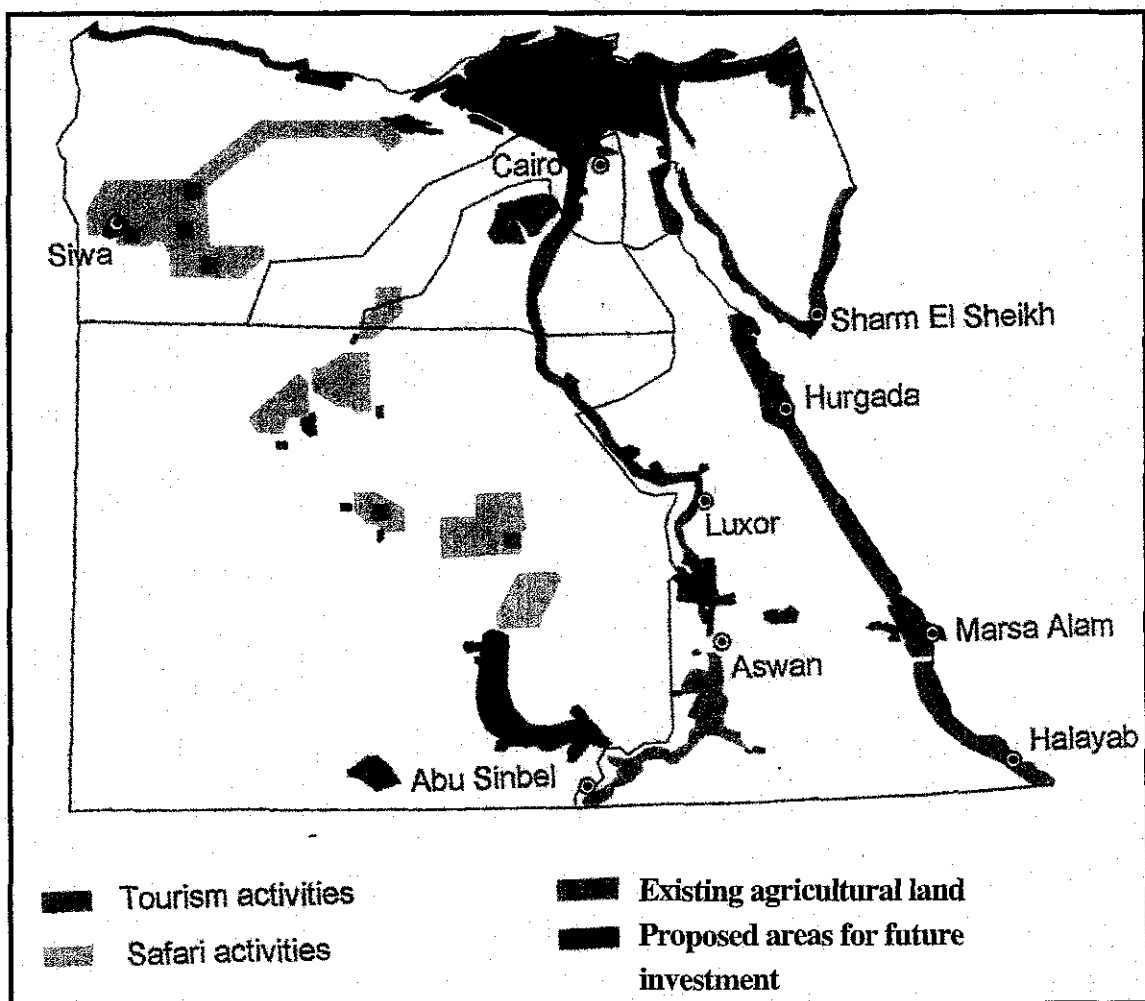 Cairo
Siwa
Sharm El Sheikh
Hurgada
Luxor
Marsa Alam
Aswan
Halayab
Abu Sinbel
Tourism activities
Safari activities
Existing agricultural land
Proposed areas for future
investment